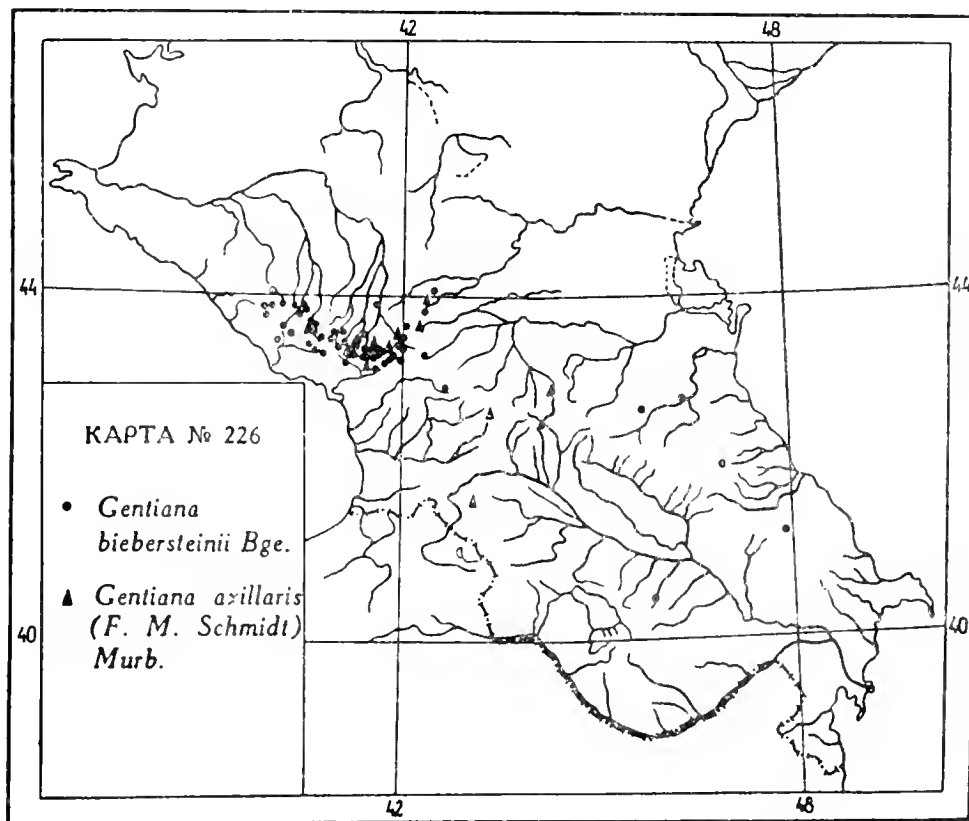 42 48
44 44
КАРТА № 226
• Gentiana
biebersteinii Bge.
▲ Gentiana axillaris
(F. M. Schmidt)
Murb.
40 40
42 48